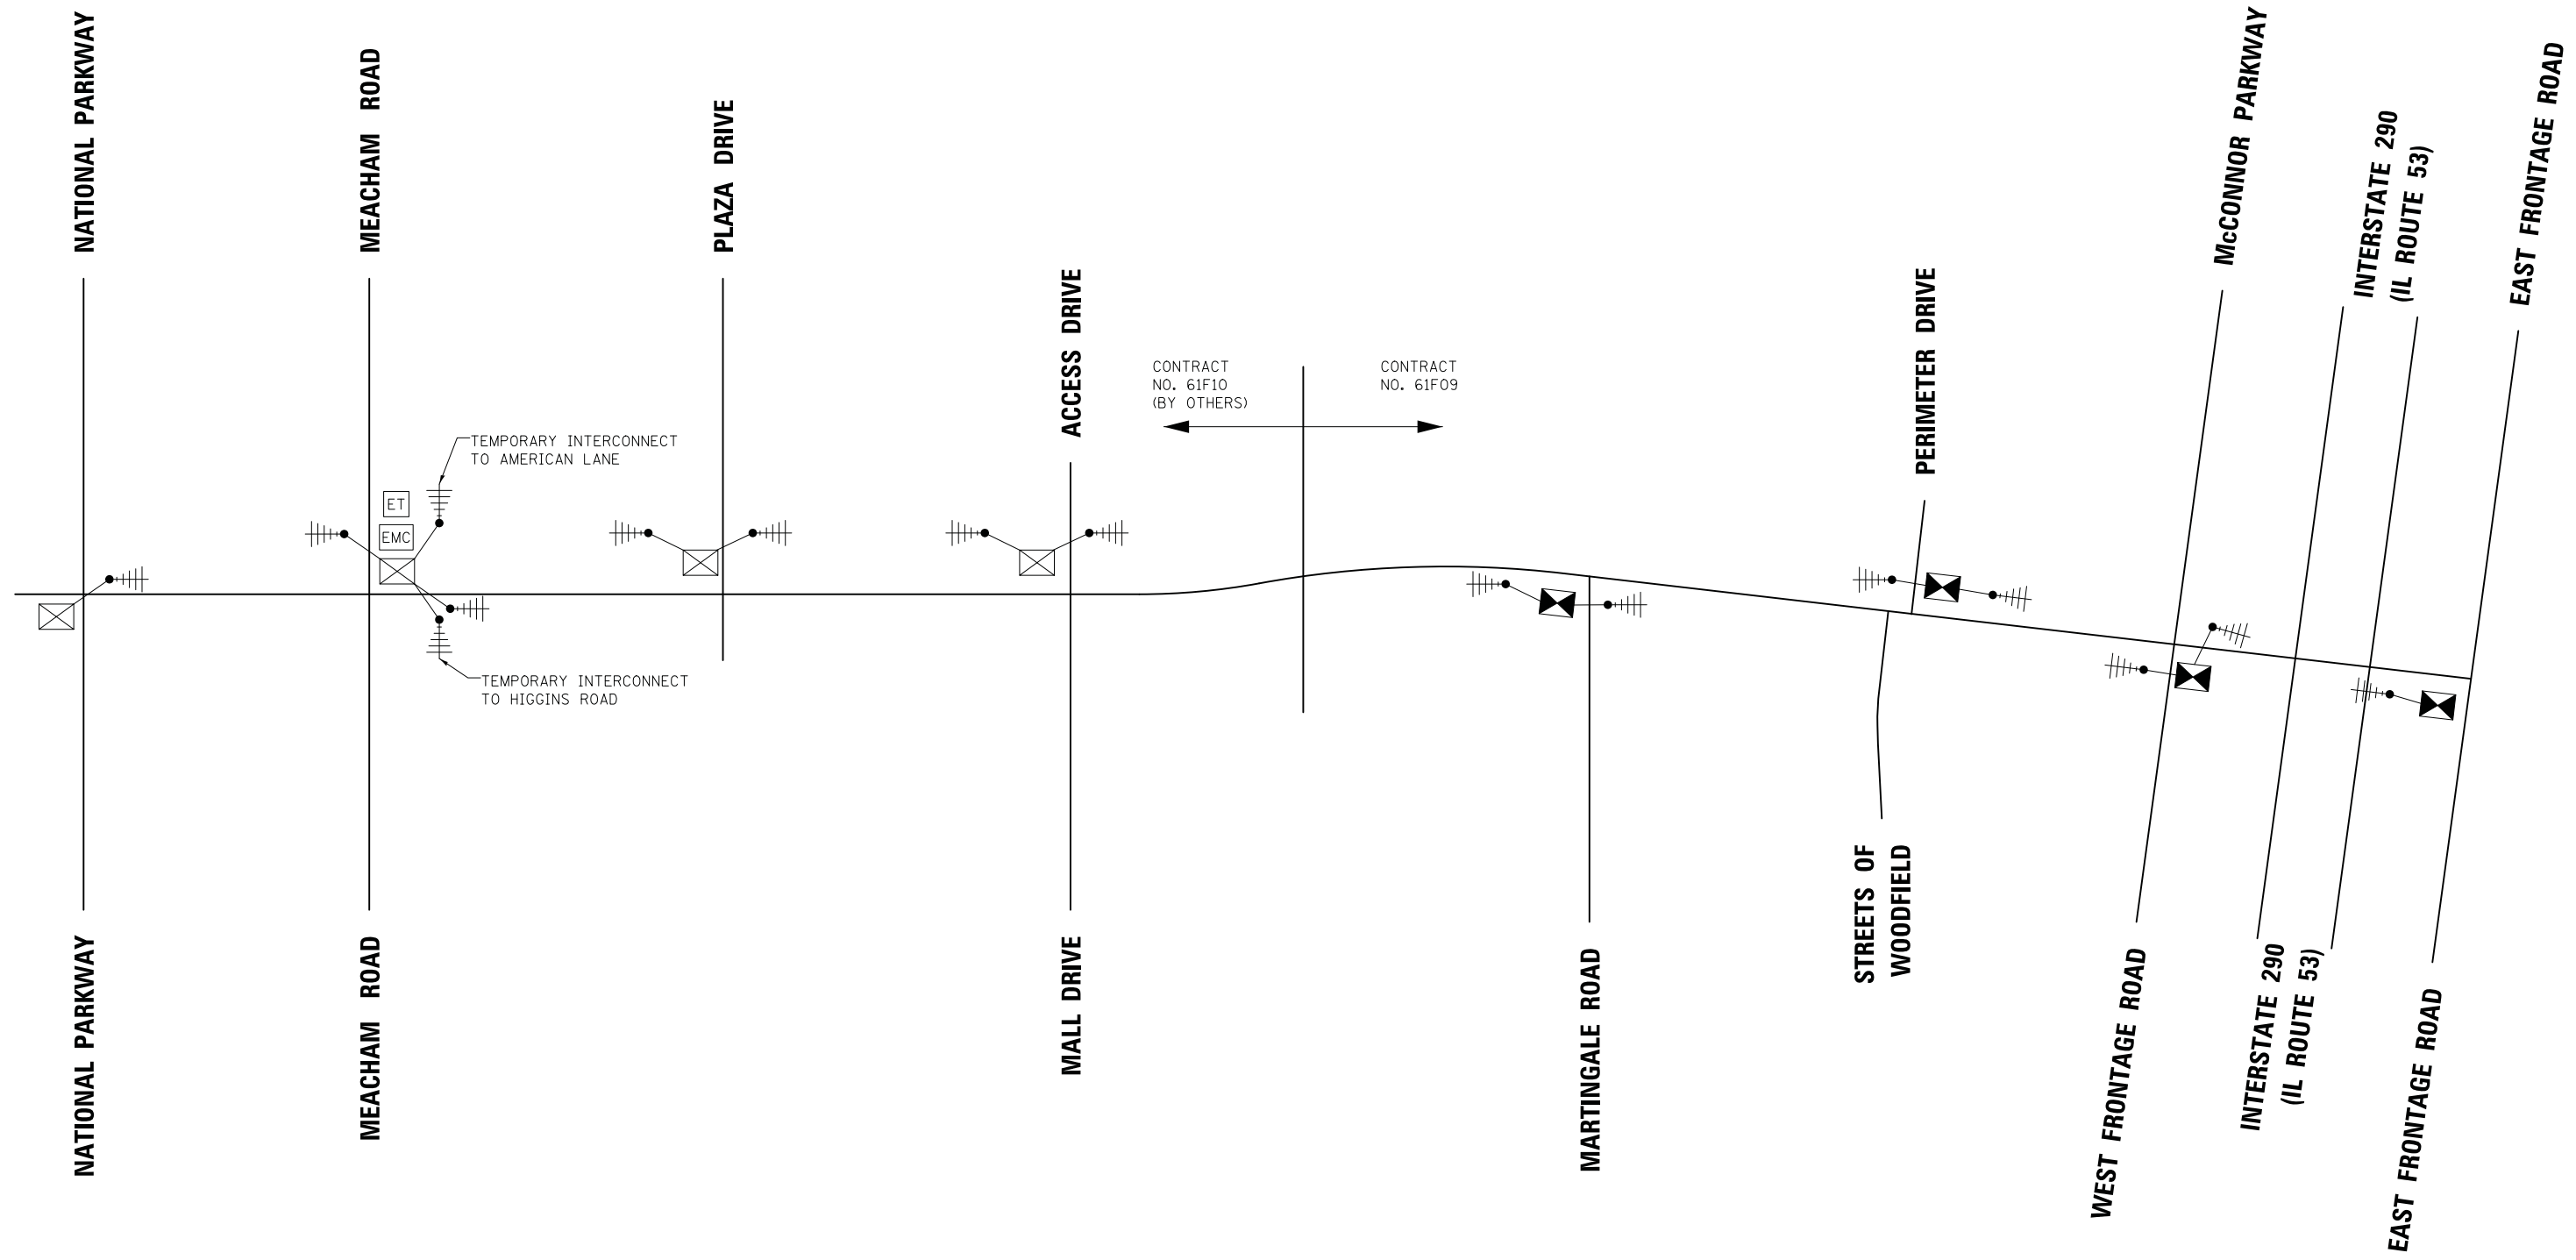 NATIONAL PARKWAY
MEACHAM ROAD
PLAZA DRIVE
ACCESS DRIVE
CONTRACT
NO. 61F10
(BY OTHERS)
CONTRACT
NO. 61F09
PERIMETER DRIVE
McCONNOR PARKWAY
INTERSTATE 290
(IL ROUTE 53)
EAST FRONTAGE ROAD
TEMPORARY INTERCONNECT
TO AMERICAN LANE
ET
EMC
TEMPORARY INTERCONNECT
TO HIGGINS ROAD
NATIONAL PARKWAY
MEACHAM ROAD
MALL DRIVE
MARTINGALE ROAD
STREETS OF
WOODFIELD
WEST FRONTAGE ROAD
INTERSTATE 290
(IL ROUTE 53)
EAST FRONTAGE ROAD